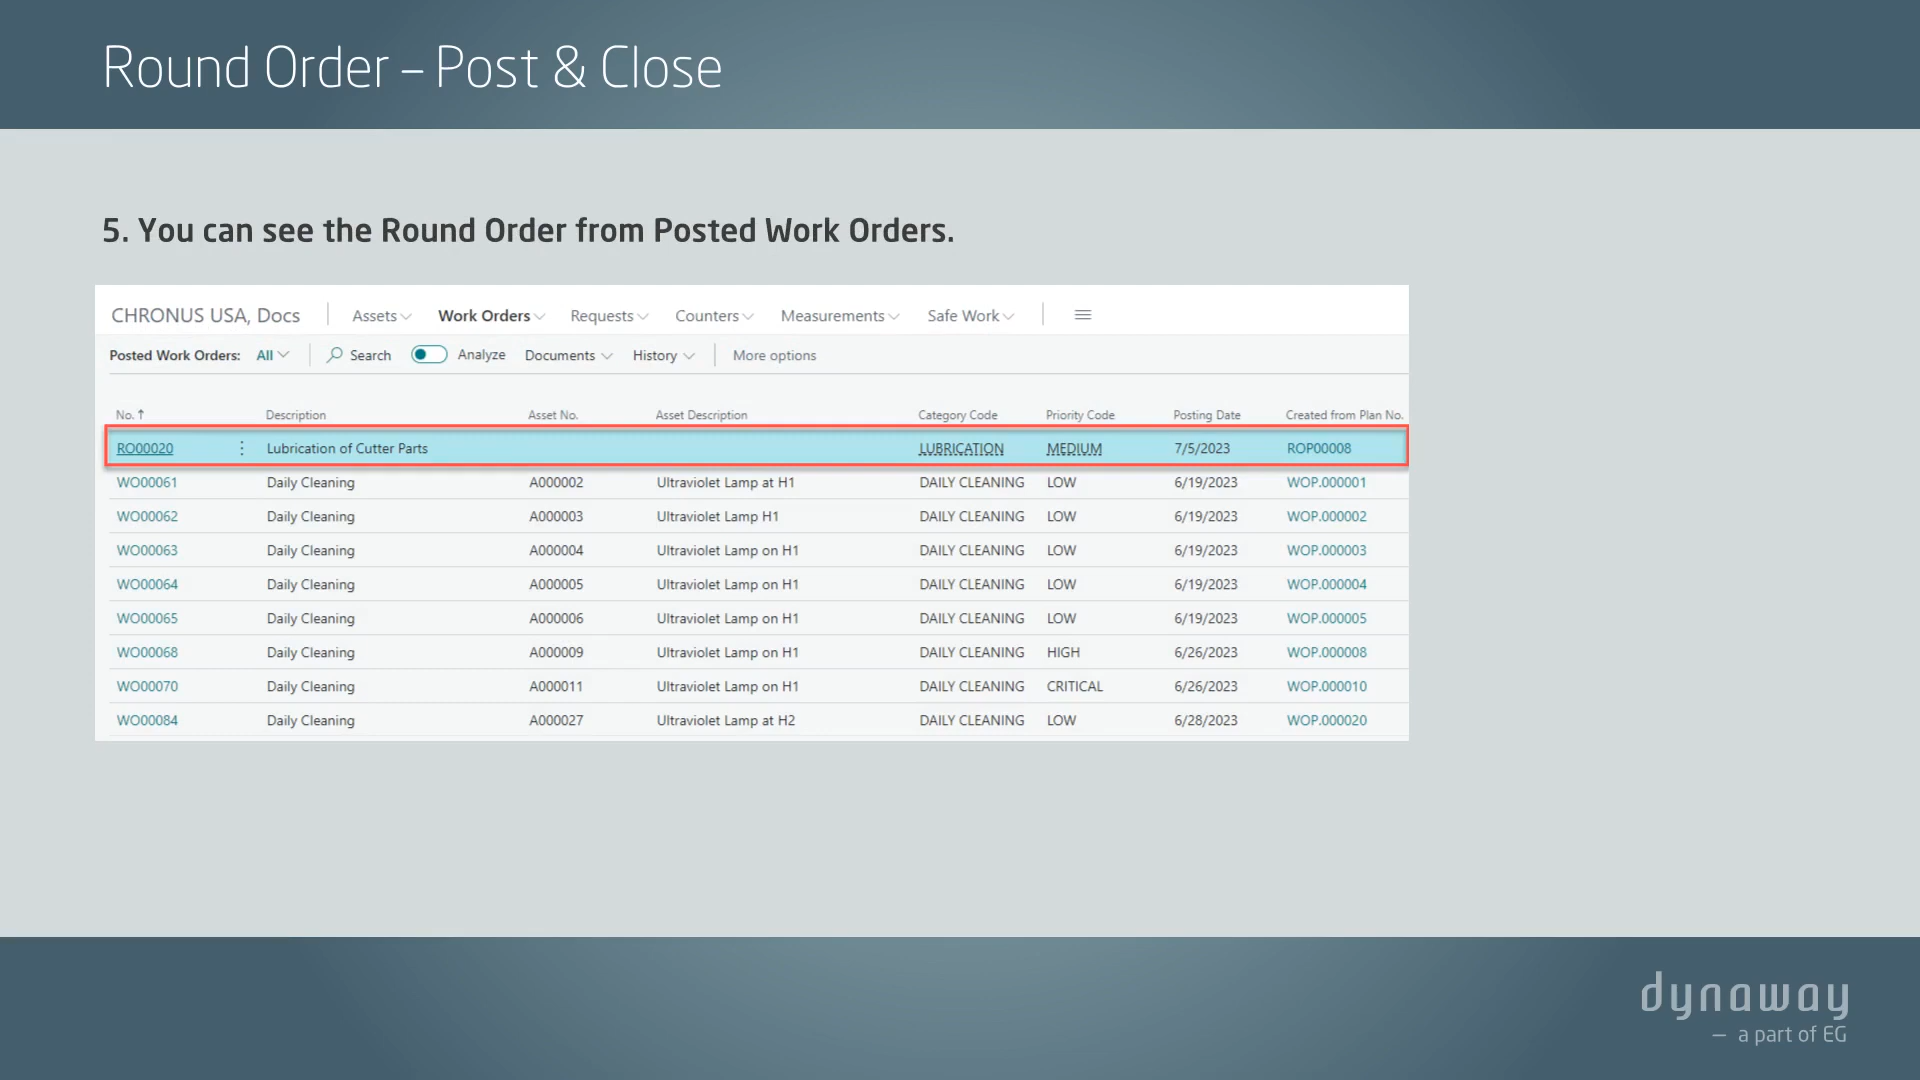 Round Order – Post & Close
5. You can see the Round Order from Posted Work Orders.
CHRONUS USA, Docs Assets Work Orders Requests Counters Measurements Safe Work
Posted Work Orders: All Search Analyze Documents History More options
No. ↑ Description Asset No. Asset Description Category Code Priority Code Posting Date Created from Plan No.
RO00020 Lubrication of Cutter Parts LUBRICATION MEDIUM 7/5/2023 ROP00008
WO00061 Daily Cleaning A000002 Ultraviolet Lamp at H1 DAILY CLEANING LOW 6/19/2023 WOP.000001
WO00062 Daily Cleaning A000003 Ultraviolet Lamp H1 DAILY CLEANING LOW 6/19/2023 WOP.000002
WO00063 Daily Cleaning A000004 Ultraviolet Lamp on H1 DAILY CLEANING LOW 6/19/2023 WOP.000003
WO00064 Daily Cleaning A000005 Ultraviolet Lamp on H1 DAILY CLEANING LOW 6/19/2023 WOP.000004
WO00065 Daily Cleaning A000006 Ultraviolet Lamp on H1 DAILY CLEANING LOW 6/19/2023 WOP.000005
WO00068 Daily Cleaning A000009 Ultraviolet Lamp on H1 DAILY CLEANING HIGH 6/26/2023 WOP.000008
WO00070 Daily Cleaning A000011 Ultraviolet Lamp on H1 DAILY CLEANING CRITICAL 6/26/2023 WOP.000010
WO00084 Daily Cleaning A000027 Ultraviolet Lamp at H2 DAILY CLEANING LOW 6/28/2023 WOP.000020
dynaway
– a part of EG